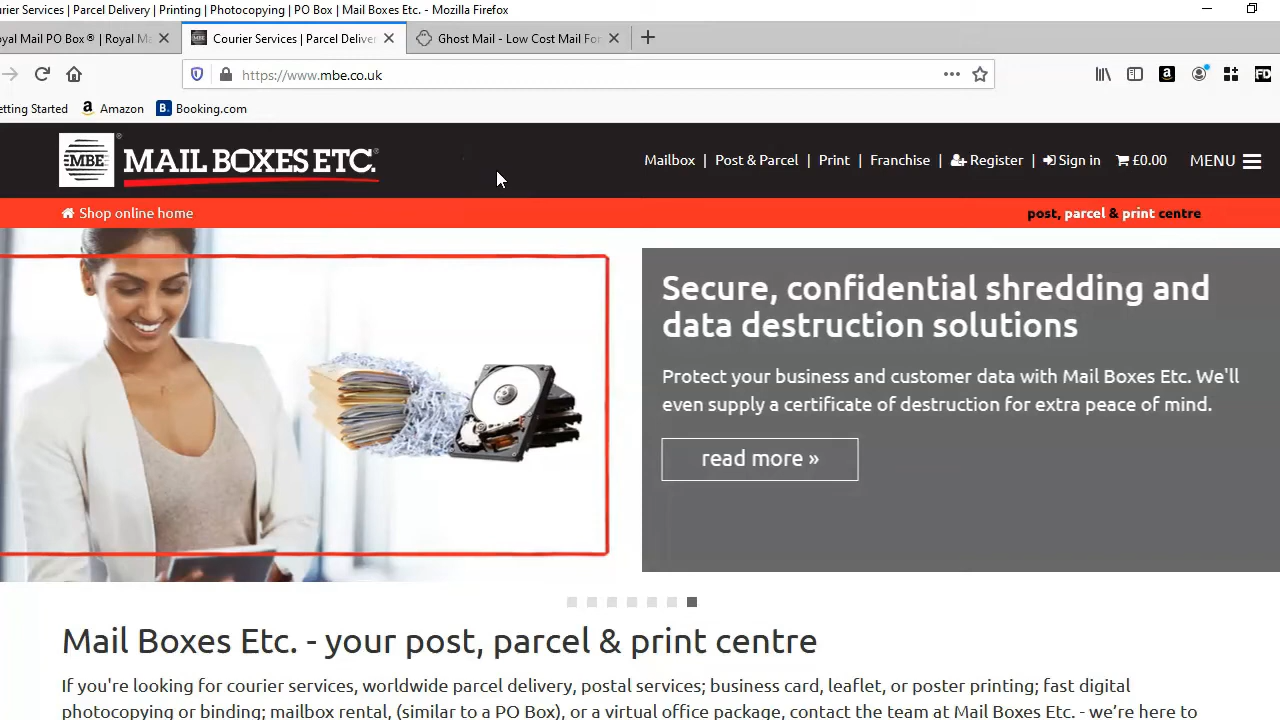 rier Services | Parcel Delivery | Printing | Photocopying | PO Box | Mail Boxes Etc. - Mozilla Firefox
oyal Mail PO Box® | Royal Ma
Courier Services | Parcel Deliver
Ghost Mail - Low Cost Mail For
https://www.mbe.co.uk
FD
etting Started
a Amazon
B. Booking.com
MBE
MAIL BOXES ETC.®
Mailbox | Post & Parcel | Print | Franchise | Register | Sign in £0.00 MENU
Shop online home
post, parcel & print centre
Secure, confidential shredding and
data destruction solutions
Protect your business and customer data with Mail Boxes Etc. We'll
even supply a certificate of destruction for extra peace of mind.
read more »
Mail Boxes Etc. - your post, parcel & print centre
If you're looking for courier services, worldwide parcel delivery, postal services; business card, leaflet, or poster printing; fast digital
photocopying or binding; mailbox rental, (similar to a PO Box), or a virtual office package, contact the team at Mail Boxes Etc. - we're here to